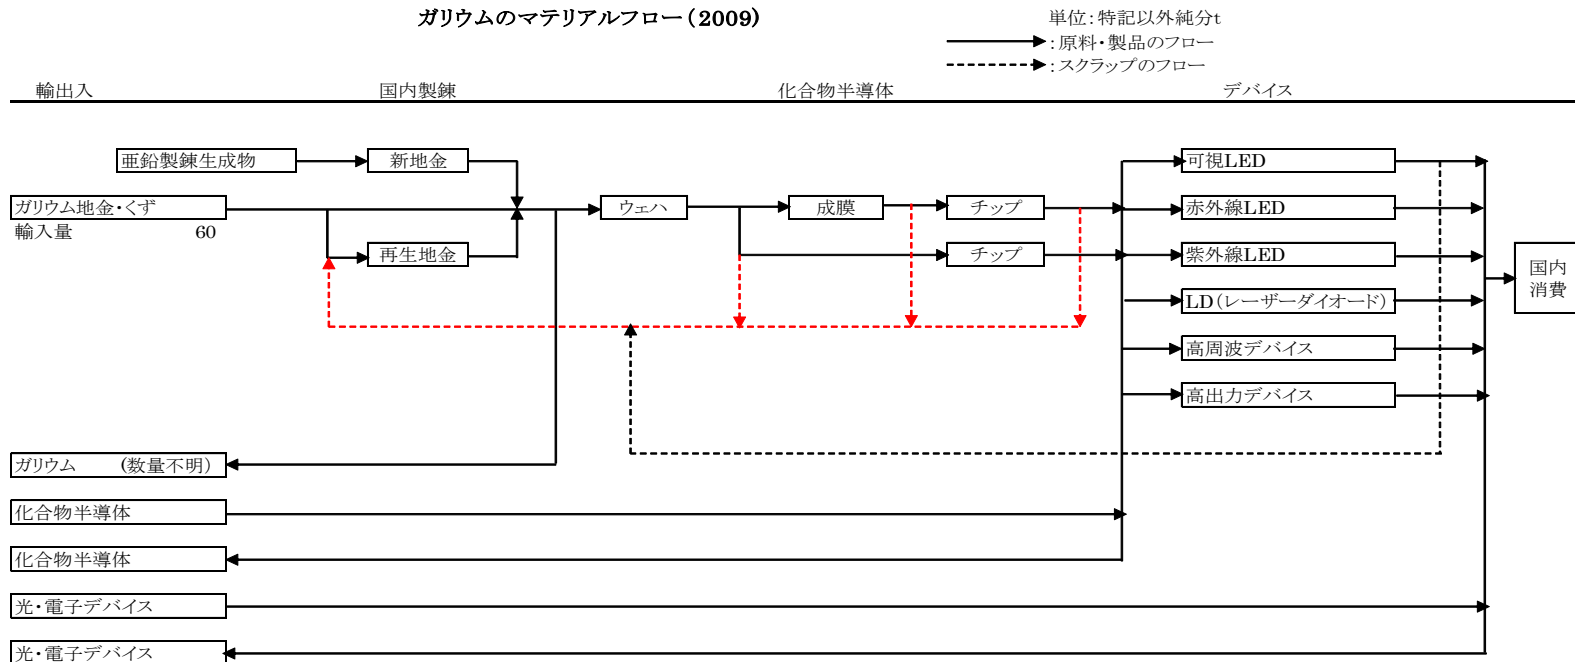 ガリウムのマテリアルフロー(2009)
単位:特記以外純分t
:原料・製品のフロー
:スクラップのフロー
輸出入 国内製錬 化合物半導体 デバイス
亜鉛製錬生成物 新地金 可視LED
ガリウム地金・くず ウェハ 成膜 チップ 赤外線LED
輸入量 60
再生地金 チップ 紫外線LED
国内
消費
LD(レーザーダイオード)
高周波デバイス
高出力デバイス
ガリウム (数量不明)
化合物半導体
化合物半導体
光・電子デバイス
光・電子デバイス